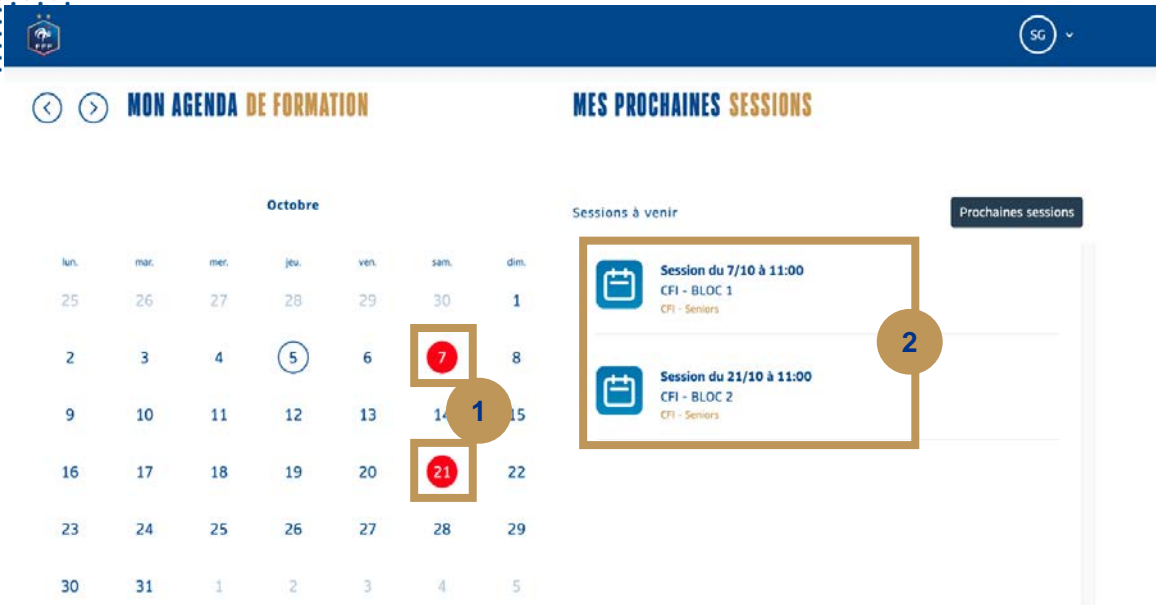 FFF
SG
MON AGENDA DE FORMATION
MES PROCHAINES SESSIONS
Octobre
Sessions à venir
Prochaines sessions
lun. mar. mer. jeu. ven. sam. dim.
25 26 27 28 29 30 1
2 3 4 5 6 7 8
9 10 11 12 13 14 15
16 17 18 19 20 21 22
23 24 25 26 27 28 29
30 31 1 2 3 4 5
1
Session du 7/10 à 11:00
CFI - BLOC 1
CFI - Seniors
2
Session du 21/10 à 11:00
CFI - BLOC 2
CFI - Seniors